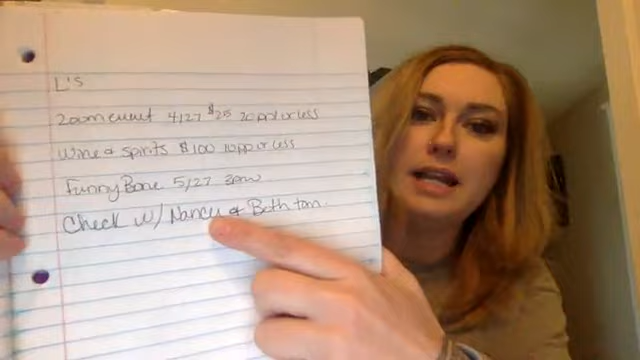 L's
Zoom event 4/27 $25 20ppl or less
Wine & Spirits $100 10pp or less
Funny Bone 5/27 3pm
Check w/ Nancy & Beth tom.